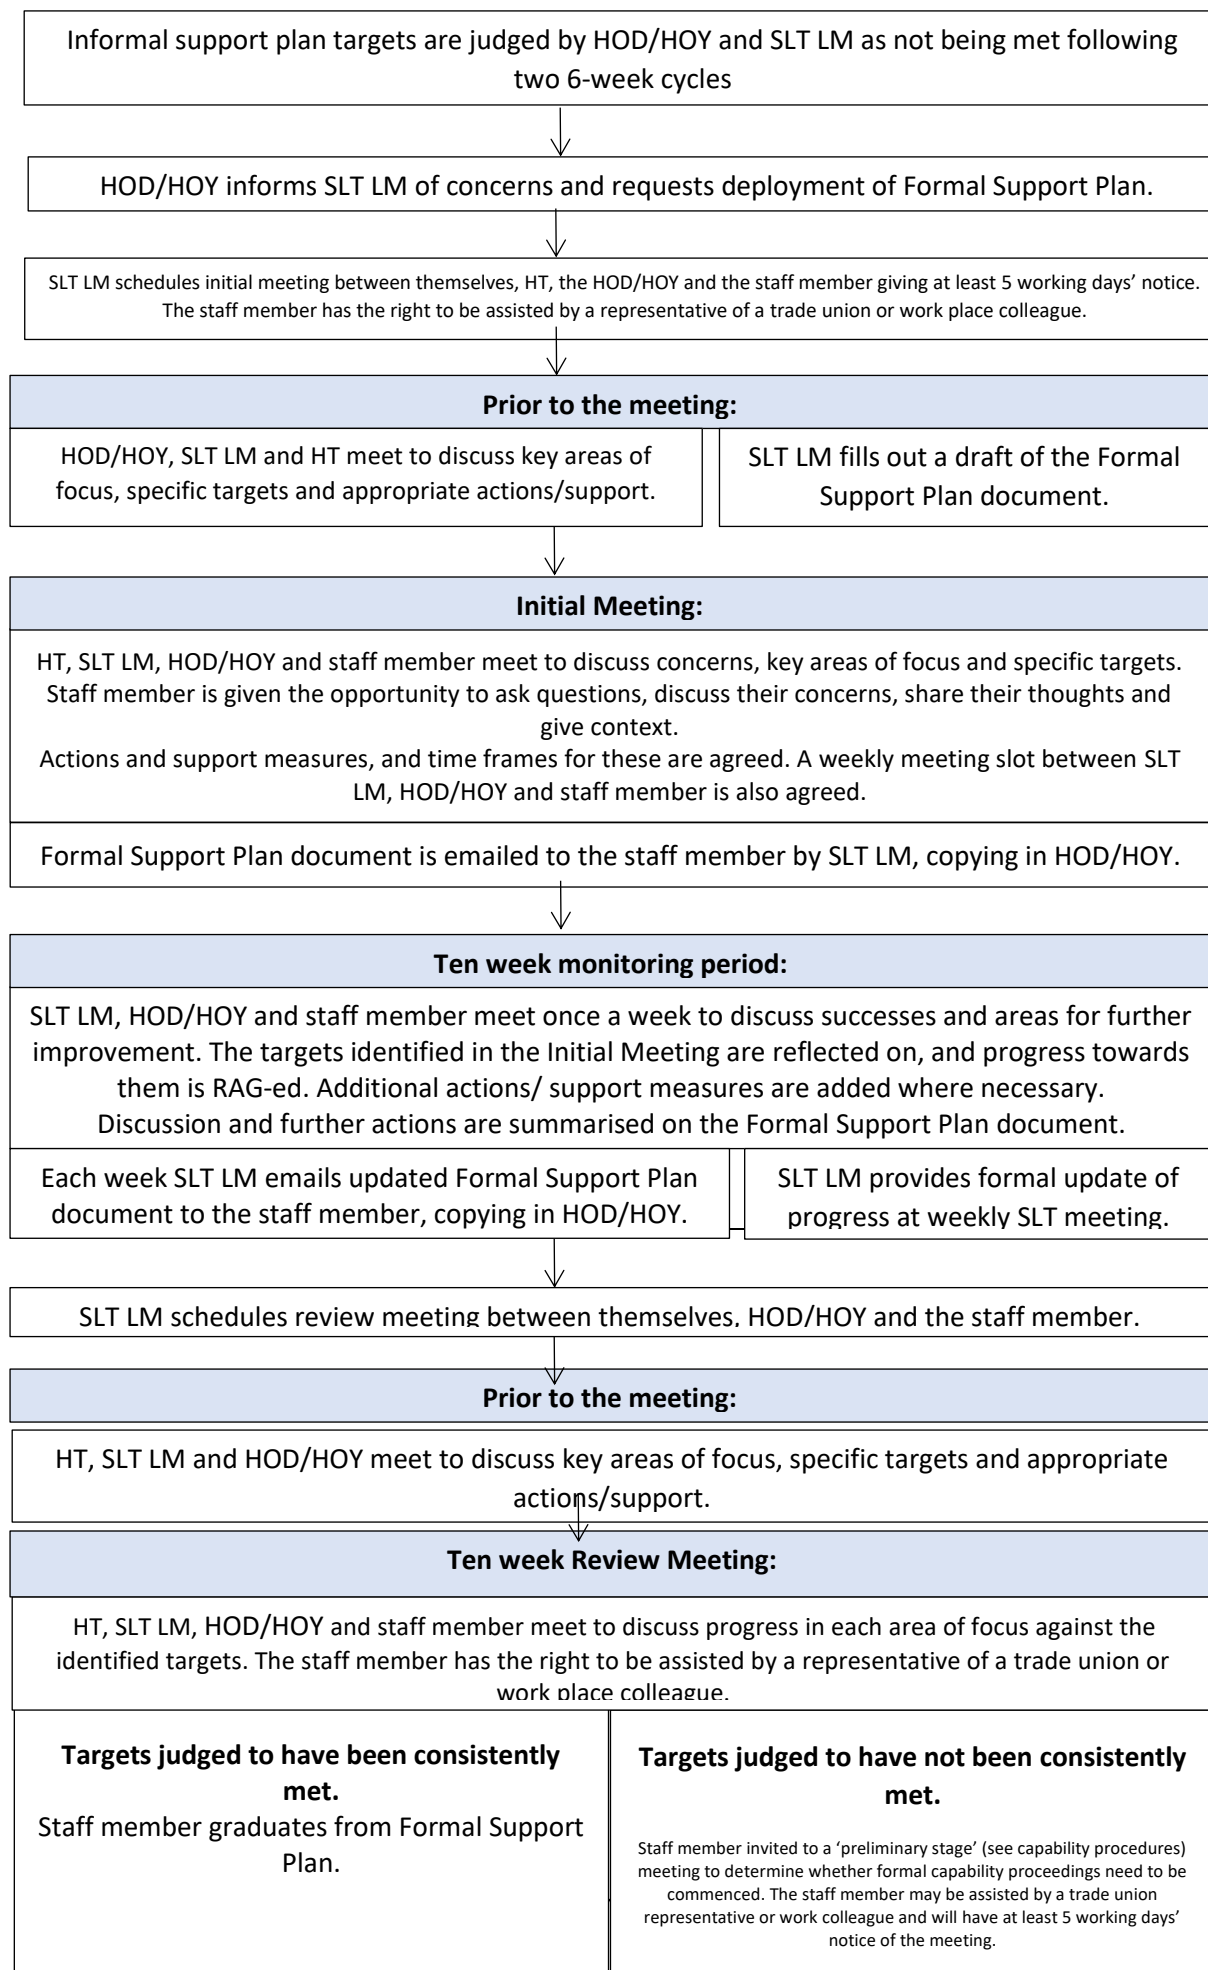 Informal support plan targets are judged by HOD/HOY and SLT LM as not being met following
two 6-week cycles
HOD/HOY informs SLT LM of concerns and requests deployment of Formal Support Plan.
SLT LM schedules initial meeting between themselves, HT, the HOD/HOY and the staff member giving at least 5 working days’ notice.
The staff member has the right to be assisted by a representative of a trade union or work place colleague.
Prior to the meeting:
HOD/HOY, SLT LM and HT meet to discuss key areas of
focus, specific targets and appropriate actions/support.
SLT LM fills out a draft of the Formal
Support Plan document.
Initial Meeting:
HT, SLT LM, HOD/HOY and staff member meet to discuss concerns, key areas of focus and specific targets.
Staff member is given the opportunity to ask questions, discuss their concerns, share their thoughts and
give context.
Actions and support measures, and time frames for these are agreed. A weekly meeting slot between SLT
LM, HOD/HOY and staff member is also agreed.
Formal Support Plan document is emailed to the staff member by SLT LM, copying in HOD/HOY.
Ten week monitoring period:
SLT LM, HOD/HOY and staff member meet once a week to discuss successes and areas for further
improvement. The targets identified in the Initial Meeting are reflected on, and progress towards
them is RAG-ed. Additional actions/ support measures are added where necessary.
Discussion and further actions are summarised on the Formal Support Plan document.
Each week SLT LM emails updated Formal Support Plan
document to the staff member, copying in HOD/HOY.
SLT LM provides formal update of
progress at weekly SLT meeting.
SLT LM schedules review meeting between themselves, HOD/HOY and the staff member.
Prior to the meeting:
HT, SLT LM and HOD/HOY meet to discuss key areas of focus, specific targets and appropriate
actions/support.
Ten week Review Meeting:
HT, SLT LM, HOD/HOY and staff member meet to discuss progress in each area of focus against the
identified targets. The staff member has the right to be assisted by a representative of a trade union or
work place colleague.
Targets judged to have been consistently
met.
Staff member graduates from Formal Support
Plan.
Targets judged to have not been consistently
met.
Staff member invited to a ‘preliminary stage’ (see capability procedures)
meeting to determine whether formal capability proceedings need to be
commenced. The staff member may be assisted by a trade union
representative or work colleague and will have at least 5 working days’
notice of the meeting.